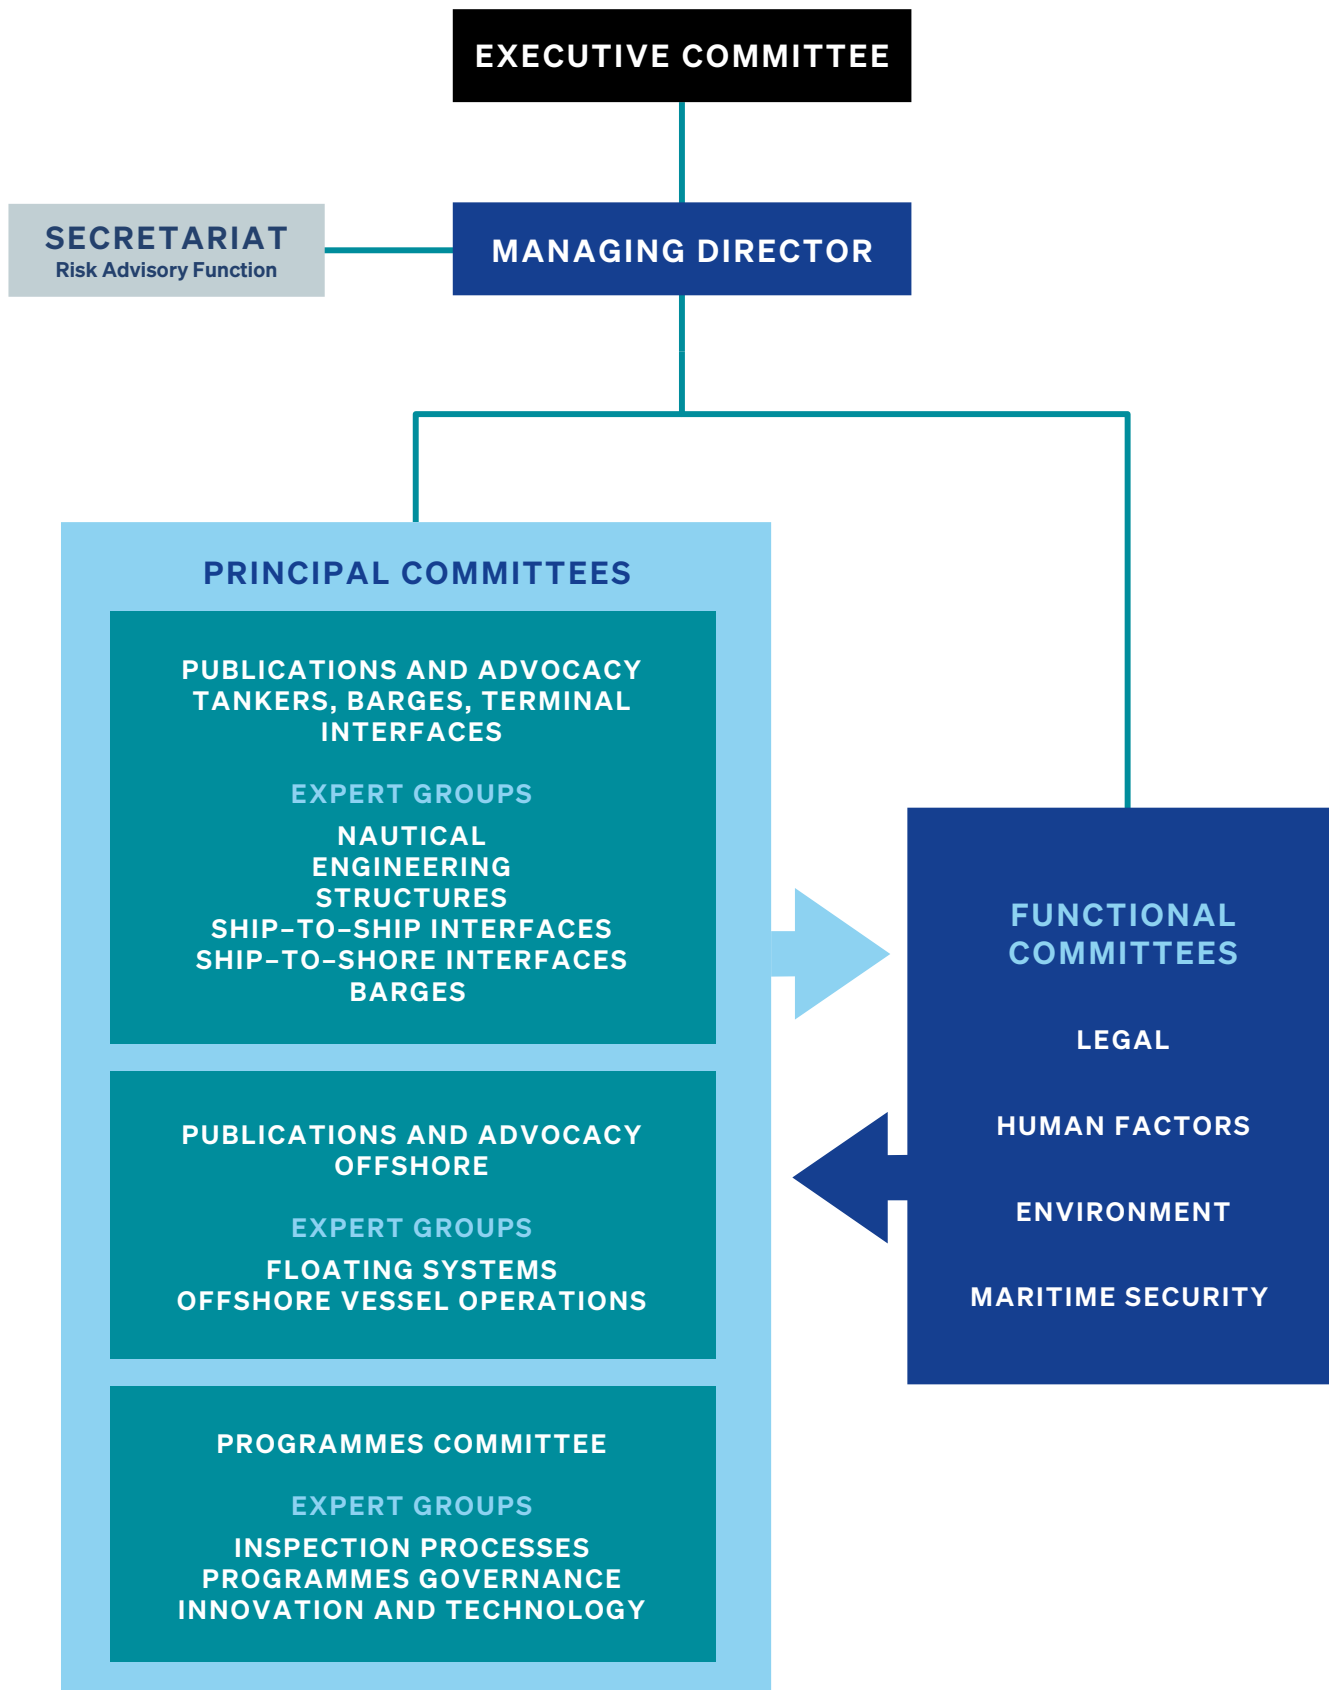 EXECUTIVE COMMITTEE
SECRETARIAT
Risk Advisory Function
MANAGING DIRECTOR
PRINCIPAL COMMITTEES
PUBLICATIONS AND ADVOCACY
TANKERS, BARGES, TERMINAL
INTERFACES
EXPERT GROUPS
NAUTICAL
ENGINEERING
STRUCTURES
SHIP–TO–SHIP INTERFACES
SHIP–TO–SHORE INTERFACES
BARGES
PUBLICATIONS AND ADVOCACY
OFFSHORE
EXPERT GROUPS
FLOATING SYSTEMS
OFFSHORE VESSEL OPERATIONS
PROGRAMMES COMMITTEE
EXPERT GROUPS
INSPECTION PROCESSES
PROGRAMMES GOVERNANCE
INNOVATION AND TECHNOLOGY
FUNCTIONAL
COMMITTEES
LEGAL
HUMAN FACTORS
ENVIRONMENT
MARITIME SECURITY